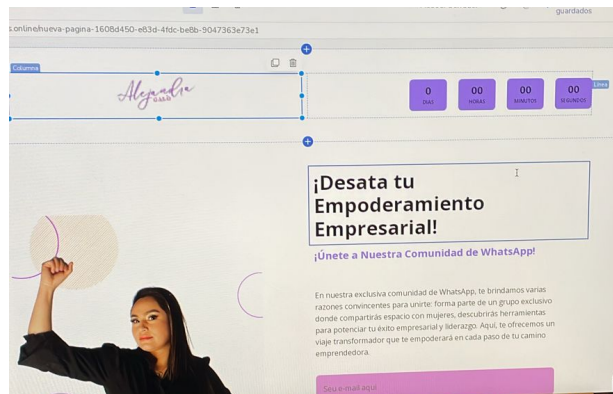 guardados
s.online/nueva-pagina-1608d450-e83d-4fdc-be8b-9047363e73e1
Columna
Alejandra
0 00 00 00
DIAS HORAS MINUTOS SEGUNDOS
Línea
¡Desata tu
Empoderamiento
Empresarial!
¡Únete a Nuestra Comunidad de WhatsApp!
En nuestra exclusiva comunidad de WhatsApp, te brindamos varias
razones convincentes para unirte: forma parte de un grupo exclusivo
donde compartirás espacio con mujeres, descubrirás herramientas
para potenciar tu éxito empresarial y liderazgo. Aquí, te ofrecemos un
viaje transformador que te empoderará en cada paso de tu camino
emprendedora.
Seu e-mail aqui